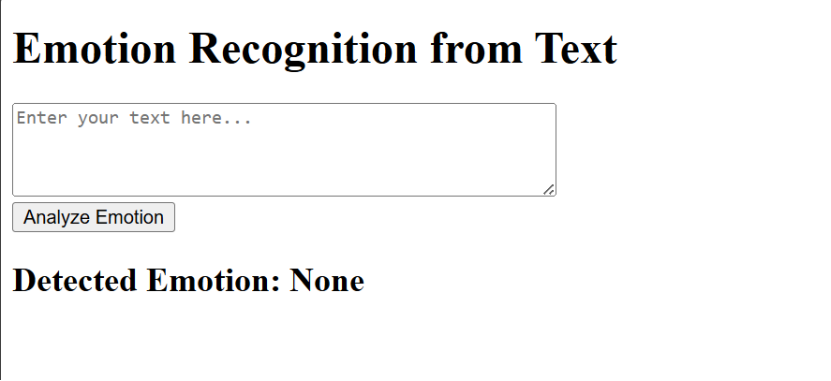 Emotion Recognition from Text
Enter your text here...
Analyze Emotion
Detected Emotion: None